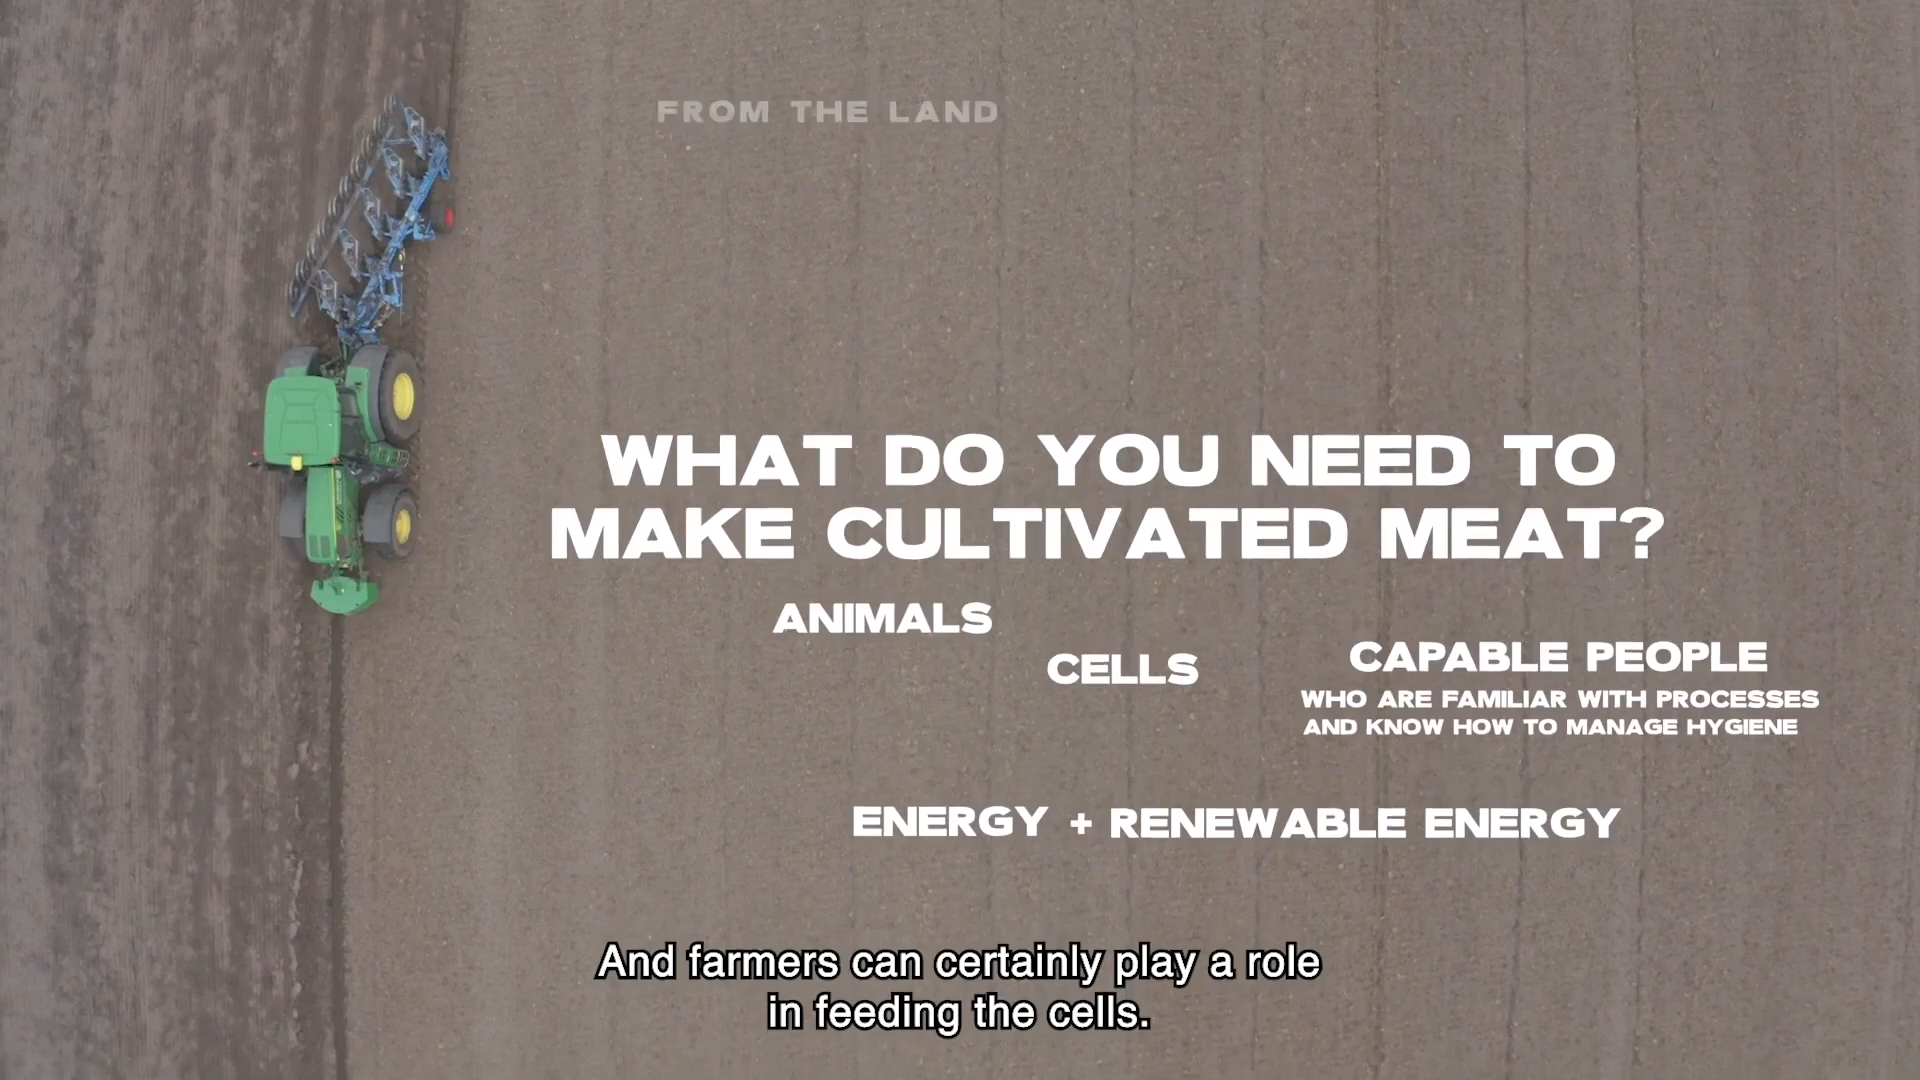 FROM THE LAND
WHAT DO YOU NEED TO
MAKE CULTIVATED MEAT?
ANIMALS
CELLS
CAPABLE PEOPLE
WHO ARE FAMILIAR WITH PROCESSES
AND KNOW HOW TO MANAGE HYGIENE
ENERGY + RENEWABLE ENERGY
And farmers can certainly play a role
in feeding the cells.